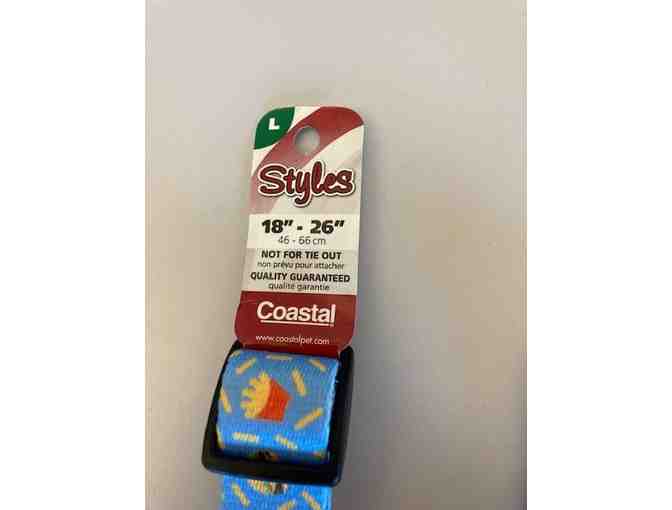 L
Styles
18" - 26"
46 - 66 cm
NOT FOR TIE OUT
non prévu pour attacher
QUALITY GUARANTEED
qualité garantie
Coastal®
www.coastalpet.com